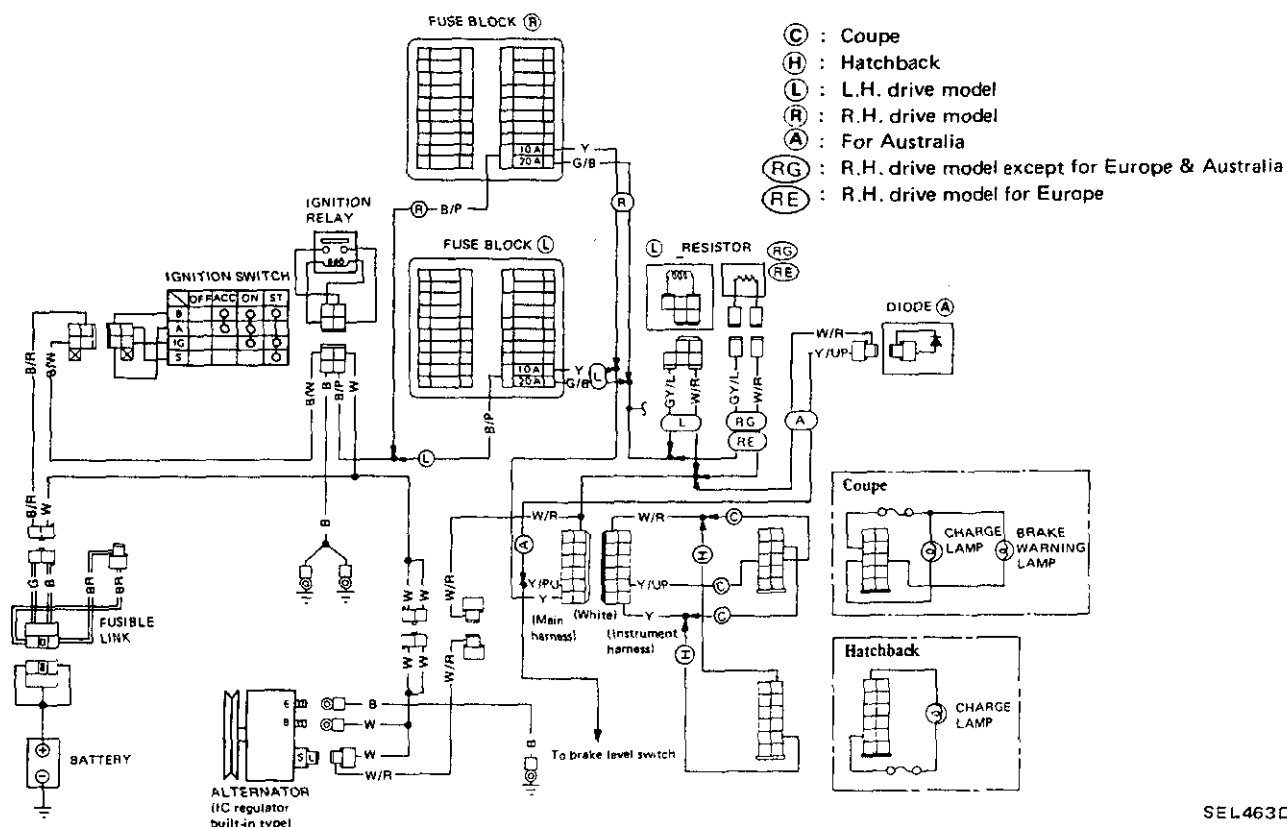 FUSE BLOCK Ⓡ
Ⓒ : Coupe
Ⓗ : Hatchback
Ⓛ : L.H. drive model
Ⓡ : R.H. drive model
Ⓐ : For Australia
RG : R.H. drive model except for Europe & Australia
RE : R.H. drive model for Europe
10A
20A
Y
G/B
R
B/P
R
IGNITION
RELAY
FUSE BLOCK Ⓛ
Ⓛ RESISTOR
RG
RE
IGNITION SWITCH
OFF ACC ON ST
B
A
IG
S
DIODE Ⓐ
W/R
Y/UP
10A
20A
Y
G/B
L
B/R
B/W
B/W
B
B/P
W
B/P
GY/L
W/R
GY/L
W/R
L
RG
RE
A
L
B/R
W
G
B
BR
BR
FUSIBLE
LINK
B
W/R
W/R
C
A
H
Y/PU
Y
Y/UP
C
Y
C
(White)
(Main
harness)
(Instrument
harness)
H
W
W
W/R
W
W
W/R
Coupe
CHARGE
LAMP
BRAKE
WARNING
LAMP
Hatchback
CHARGE
LAMP
BATTERY
E
B
S L
B
W
W
W/R
B
To brake level switch
ALTERNATOR
(IC regulator
built-in type)
SEL463D